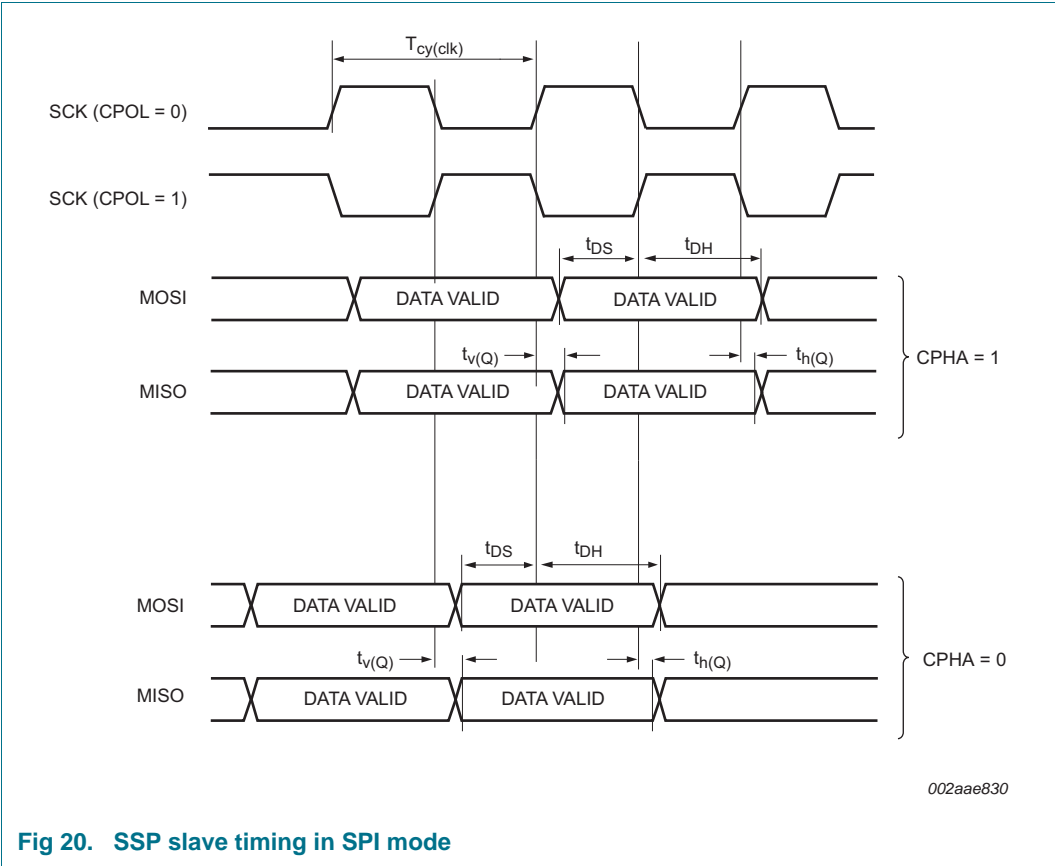 Tcy(clk)
SCK (CPOL = 0)
SCK (CPOL = 1)
tDS tDH
MOSI DATA VALID DATA VALID
tv(Q) th(Q)
CPHA = 1
MISO DATA VALID DATA VALID
tDS tDH
MOSI DATA VALID DATA VALID
tv(Q) th(Q)
CPHA = 0
MISO DATA VALID DATA VALID
002aae830
Fig 20. SSP slave timing in SPI mode